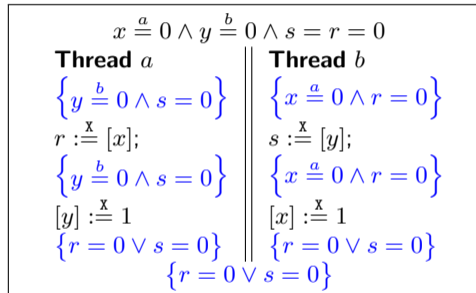 x =ᵃ 0 ∧ y =ᵇ 0 ∧ s = r = 0
Thread a Thread b
{y =ᵇ 0 ∧ s = 0} {x =ᵃ 0 ∧ r = 0}
r :=ˣ [x]; s :=ˣ [y];
{y =ᵇ 0 ∧ s = 0} {x =ᵃ 0 ∧ r = 0}
[y] :=ˣ 1 [x] :=ˣ 1
{r = 0 ∨ s = 0} {r = 0 ∨ s = 0}
{r = 0 ∨ s = 0}